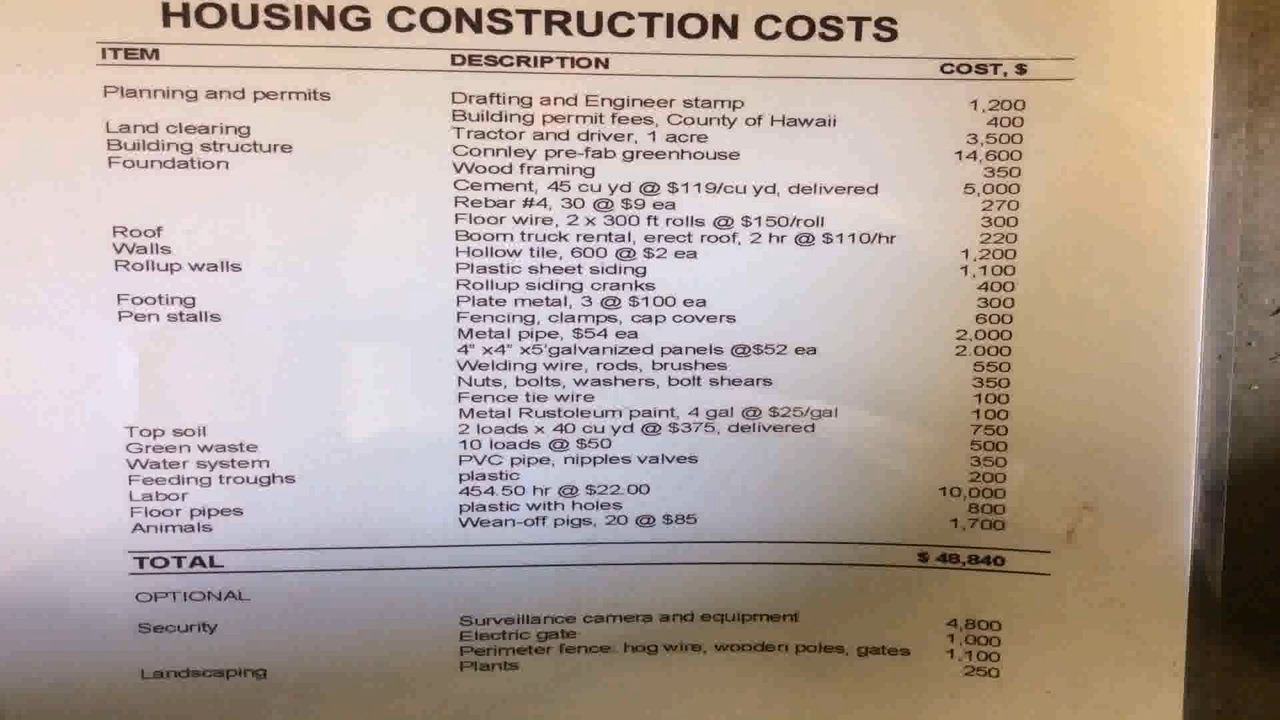 HOUSING CONSTRUCTION COSTS
ITEM DESCRIPTION COST, $
Planning and permits Drafting and Engineer stamp 1,200
Building permit fees, County of Hawaii 400
Land clearing Tractor and driver, 1 acre 3,500
Building structure Connley pre-fab greenhouse 14,600
Foundation Wood framing 350
Cement, 45 cu yd @ $119/cu yd, delivered 5,000
Rebar #4, 30 @ $9 ea 270
Floor wire, 2 x 300 ft rolls @ $150/roll 300
Roof Boom truck rental, erect roof, 2 hr @ $110/hr 220
Walls Hollow tile, 600 @ $2 ea 1,200
Rollup walls Plastic sheet siding 1,100
Rollup siding cranks 400
Footing Plate metal, 3 @ $100 ea 300
Pen stalls Fencing, clamps, cap covers 600
Metal pipe, $54 ea 2,000
4" x4" x5'galvanized panels @$52 ea 2.000
Welding wire, rods, brushes 550
Nuts, bolts, washers, bolt shears 350
Fence tie wire 100
Metal Rustoleum paint, 4 gal @ $25/gal 100
Top soil 2 loads x 40 cu yd @ $375, delivered 750
Green waste 10 loads @ $50 500
Water system PVC pipe, nipples valves 350
Feeding troughs plastic 200
Labor 454.50 hr @ $22.00 10,000
Floor pipes plastic with holes 800
Animals Wean-off pigs, 20 @ $85 1,700
TOTAL $ 48,840
OPTIONAL
Security Surveillance camera and equipment 4,800
Electric gate 1,000
Perimeter fence: hog wire, wooden poles, gates 1,100
Landscaping Plants 250